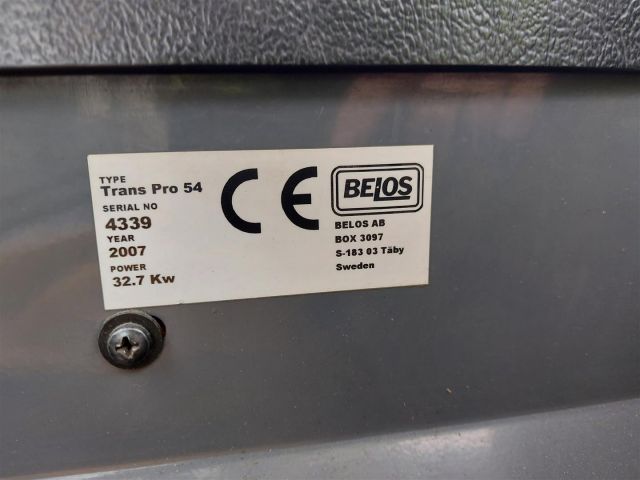 TYPE
Trans Pro 54
SERIAL NO
4339
YEAR
2007
POWER
32.7 Kw
CE
BELOS
BELOS AB
BOX 3097
S-183 03 Täby
Sweden